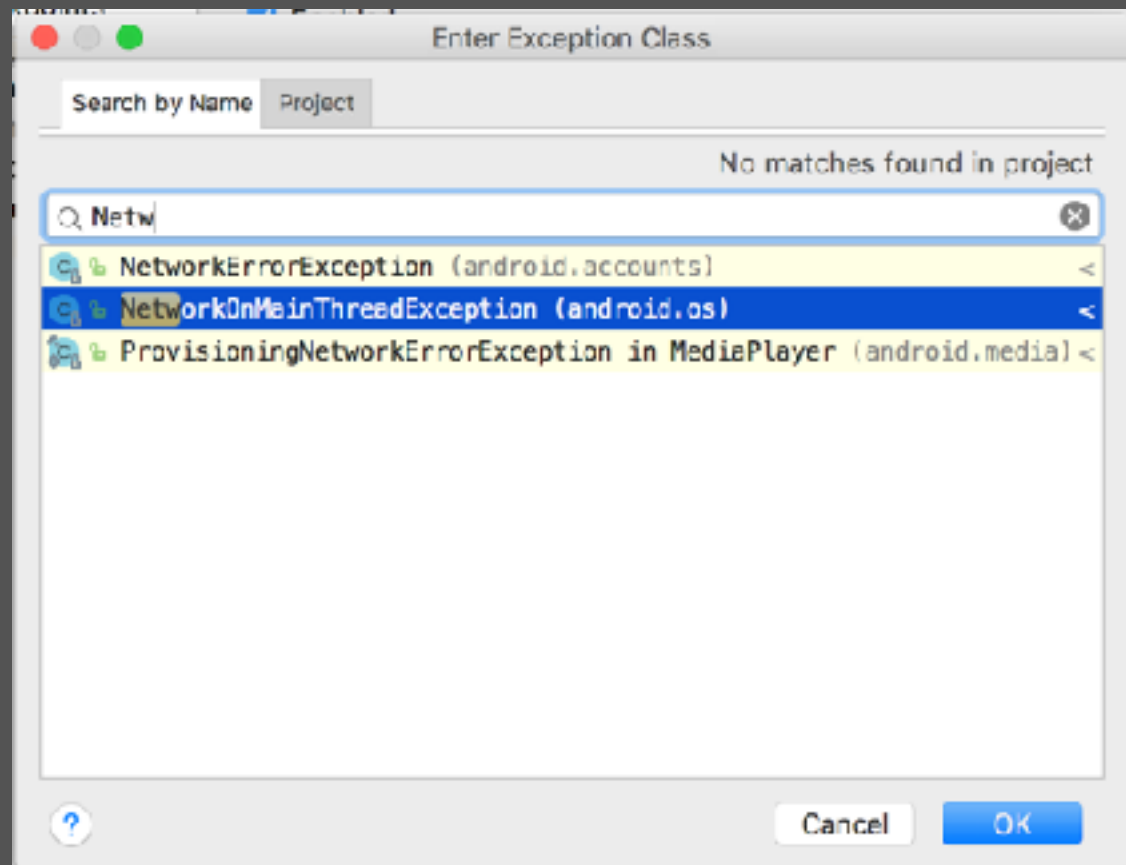 Enter Exception Class
Search by Name Project
No matches found in project
Netw
NetworkErrorException (android.accounts) <
NetworkOnMainThreadException (android.os) <
ProvisioningNetworkErrorException in MediaPlayer (android.media) <
? Cancel OK